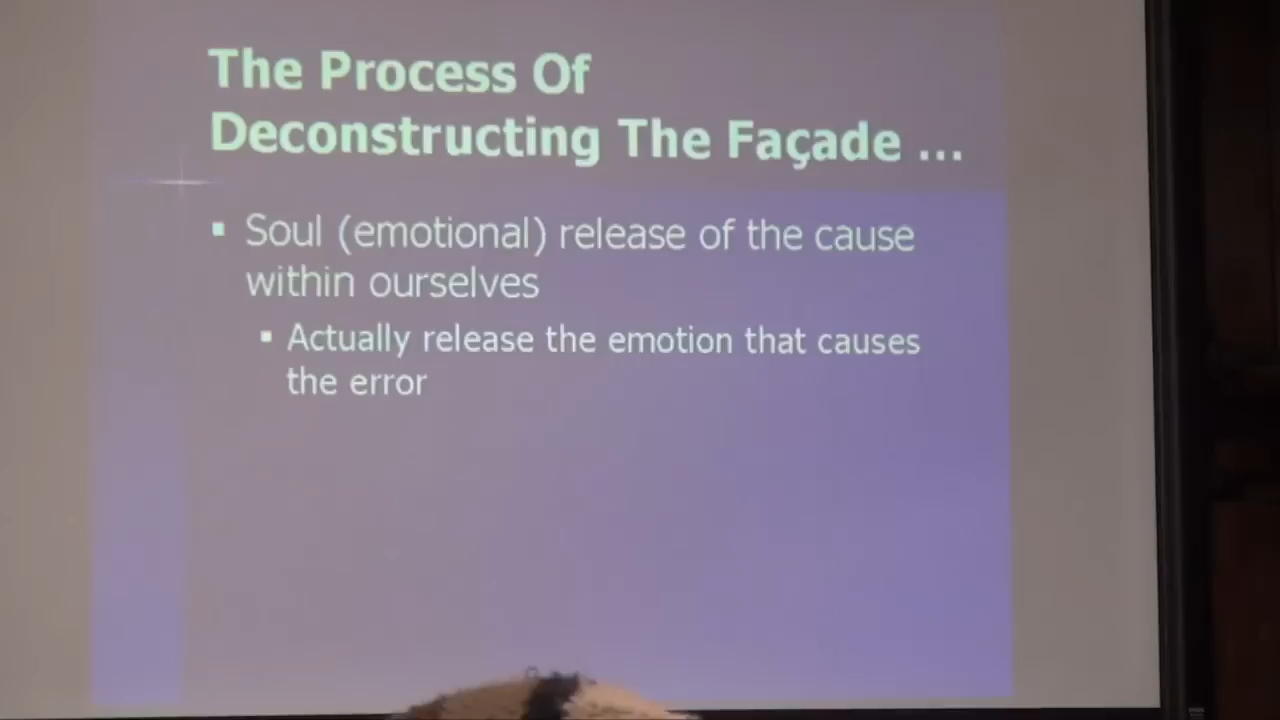 The Process Of
Deconstructing The Façade ...
▪ Soul (emotional) release of the cause
within ourselves
▪ Actually release the emotion that causes
the error